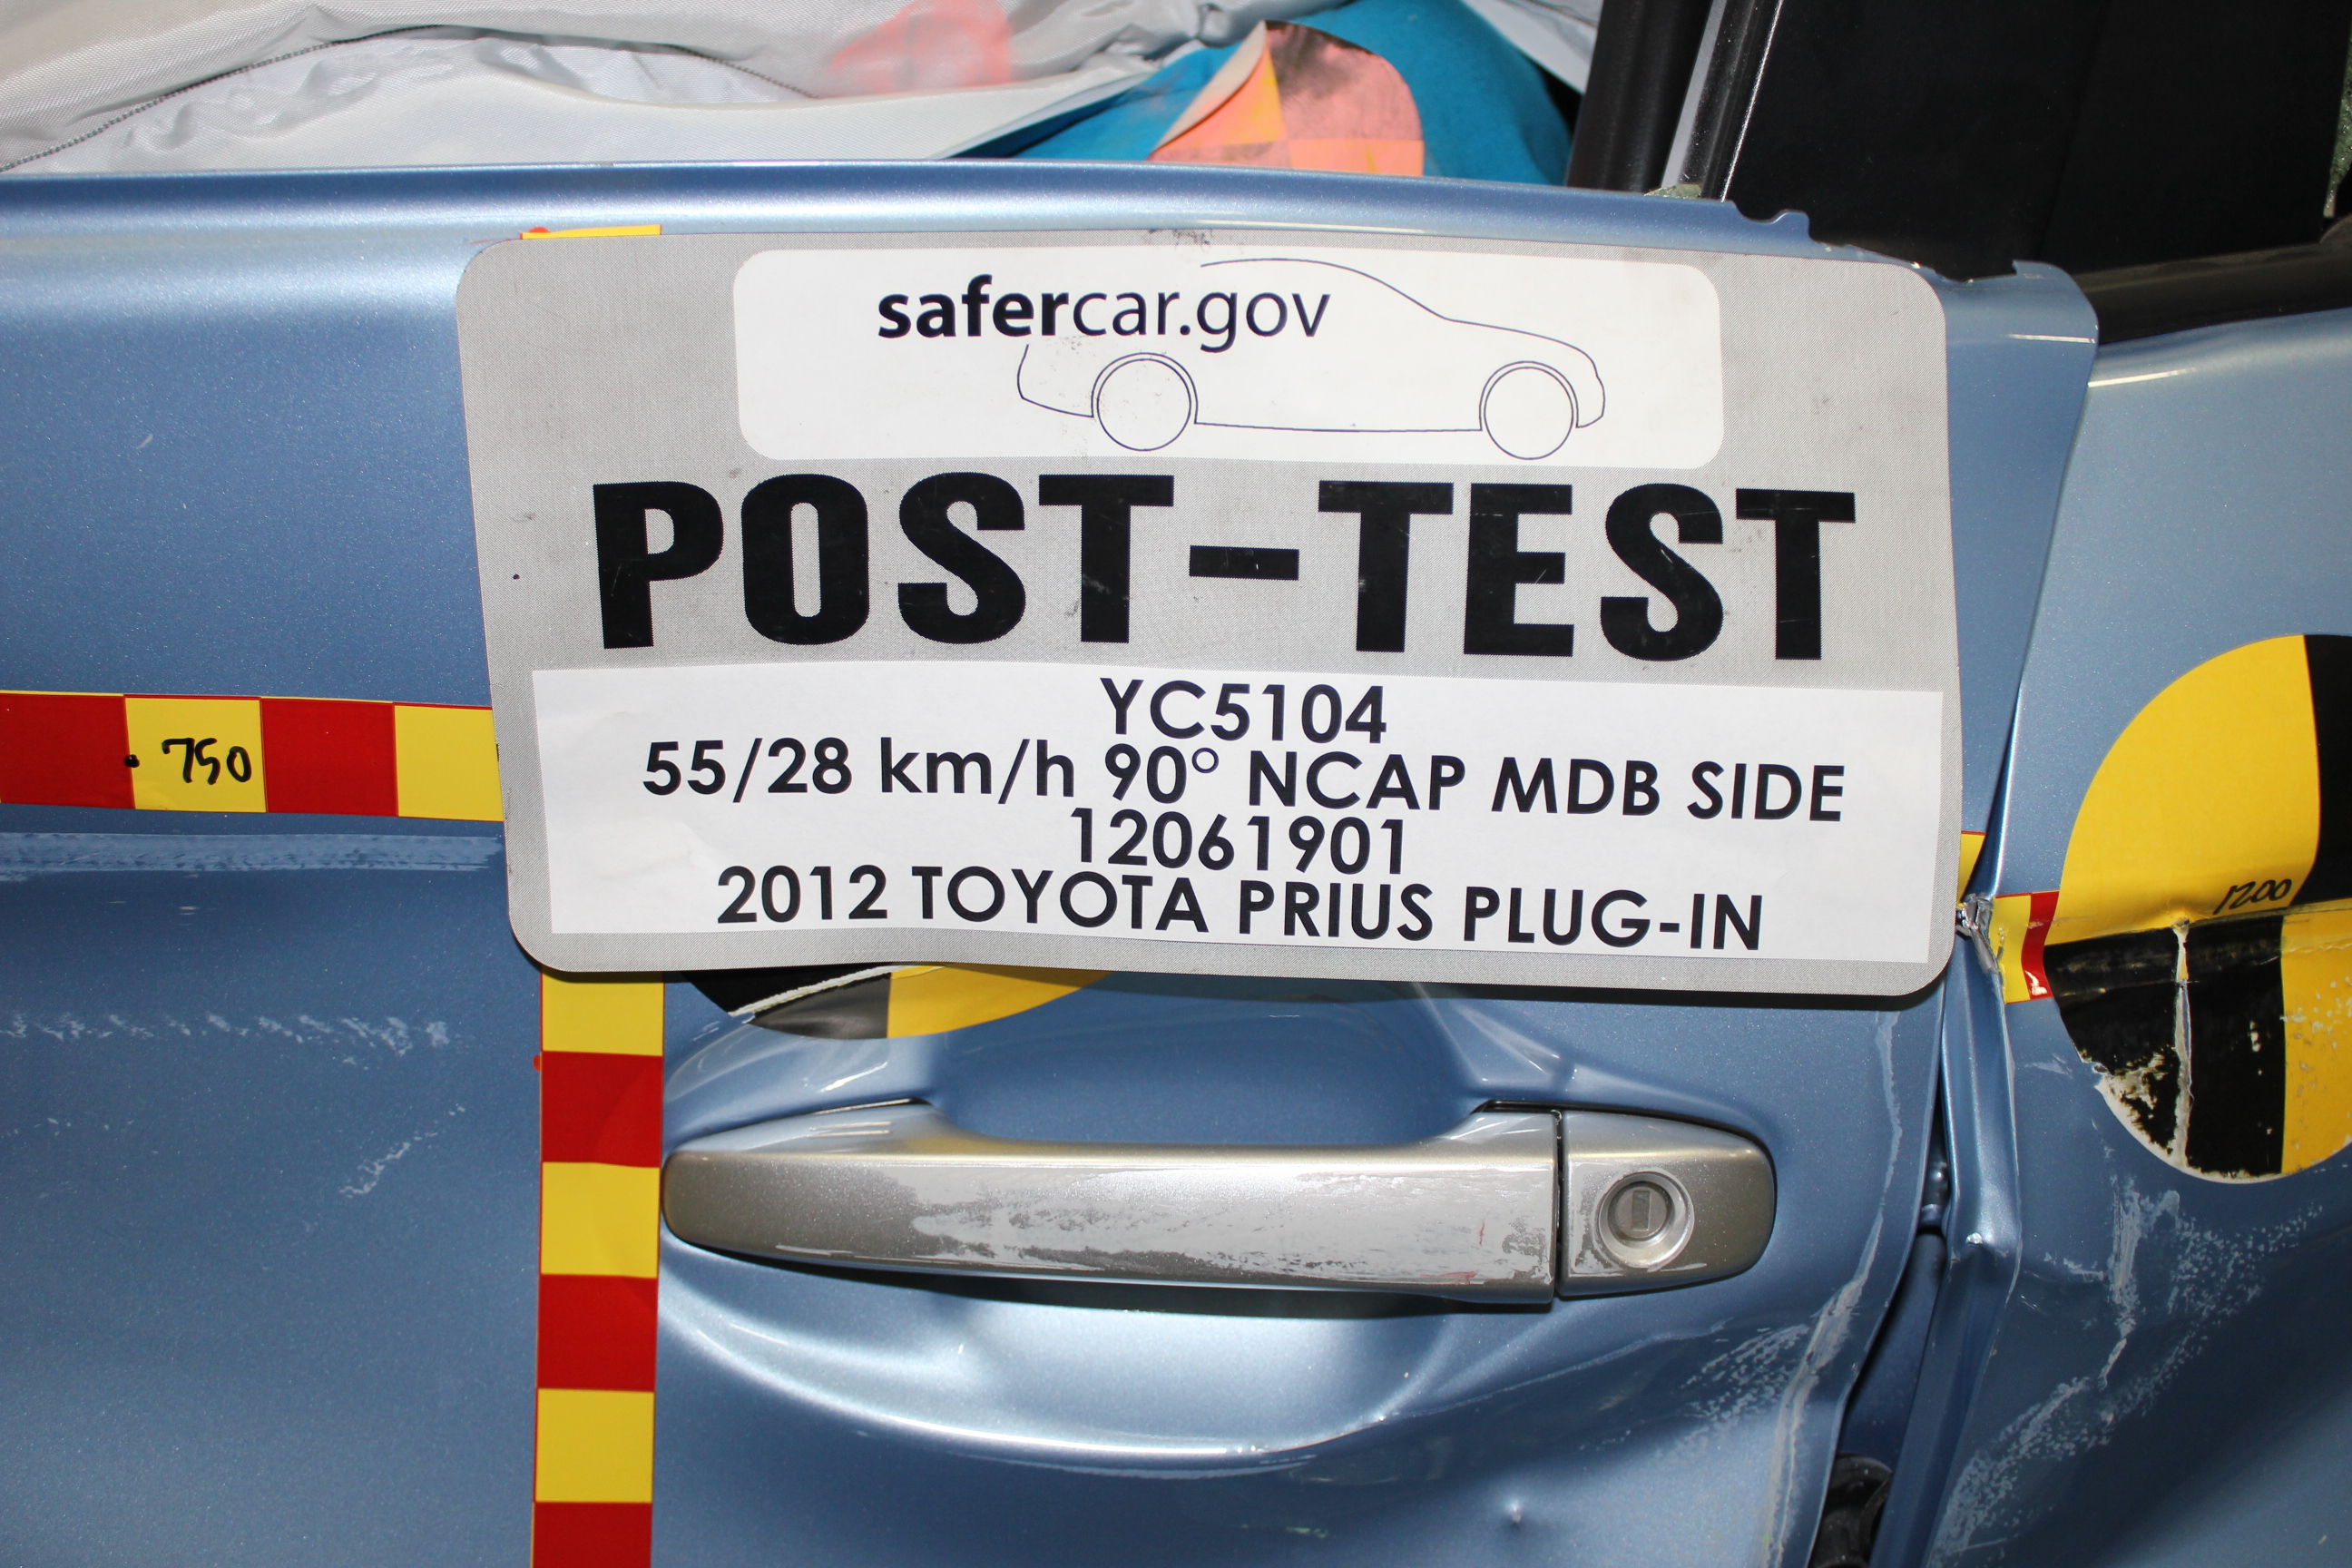 safercar.gov
POST-TEST
YC5104
55/28 km/h 90° NCAP MDB SIDE
12061901
2012 TOYOTA PRIUS PLUG-IN
750
1200